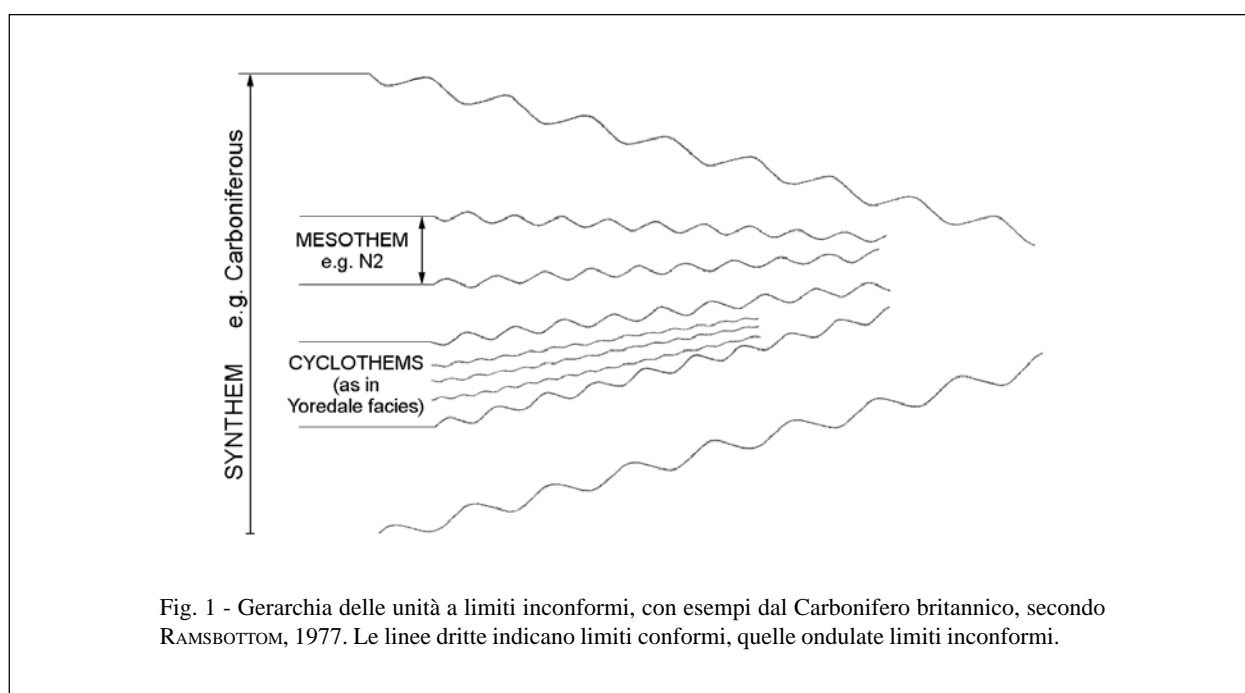 SYNTHEM e.g. Carboniferous
MESOTHEM
e.g. N2
CYCLOTHEMS
(as in
Yoredale facies)
Fig. 1 - Gerarchia delle unità a limiti inconformi, con esempi dal Carbonifero britannico, secondo
RAMSBOTTOM, 1977. Le linee dritte indicano limiti conformi, quelle ondulate limiti inconformi.